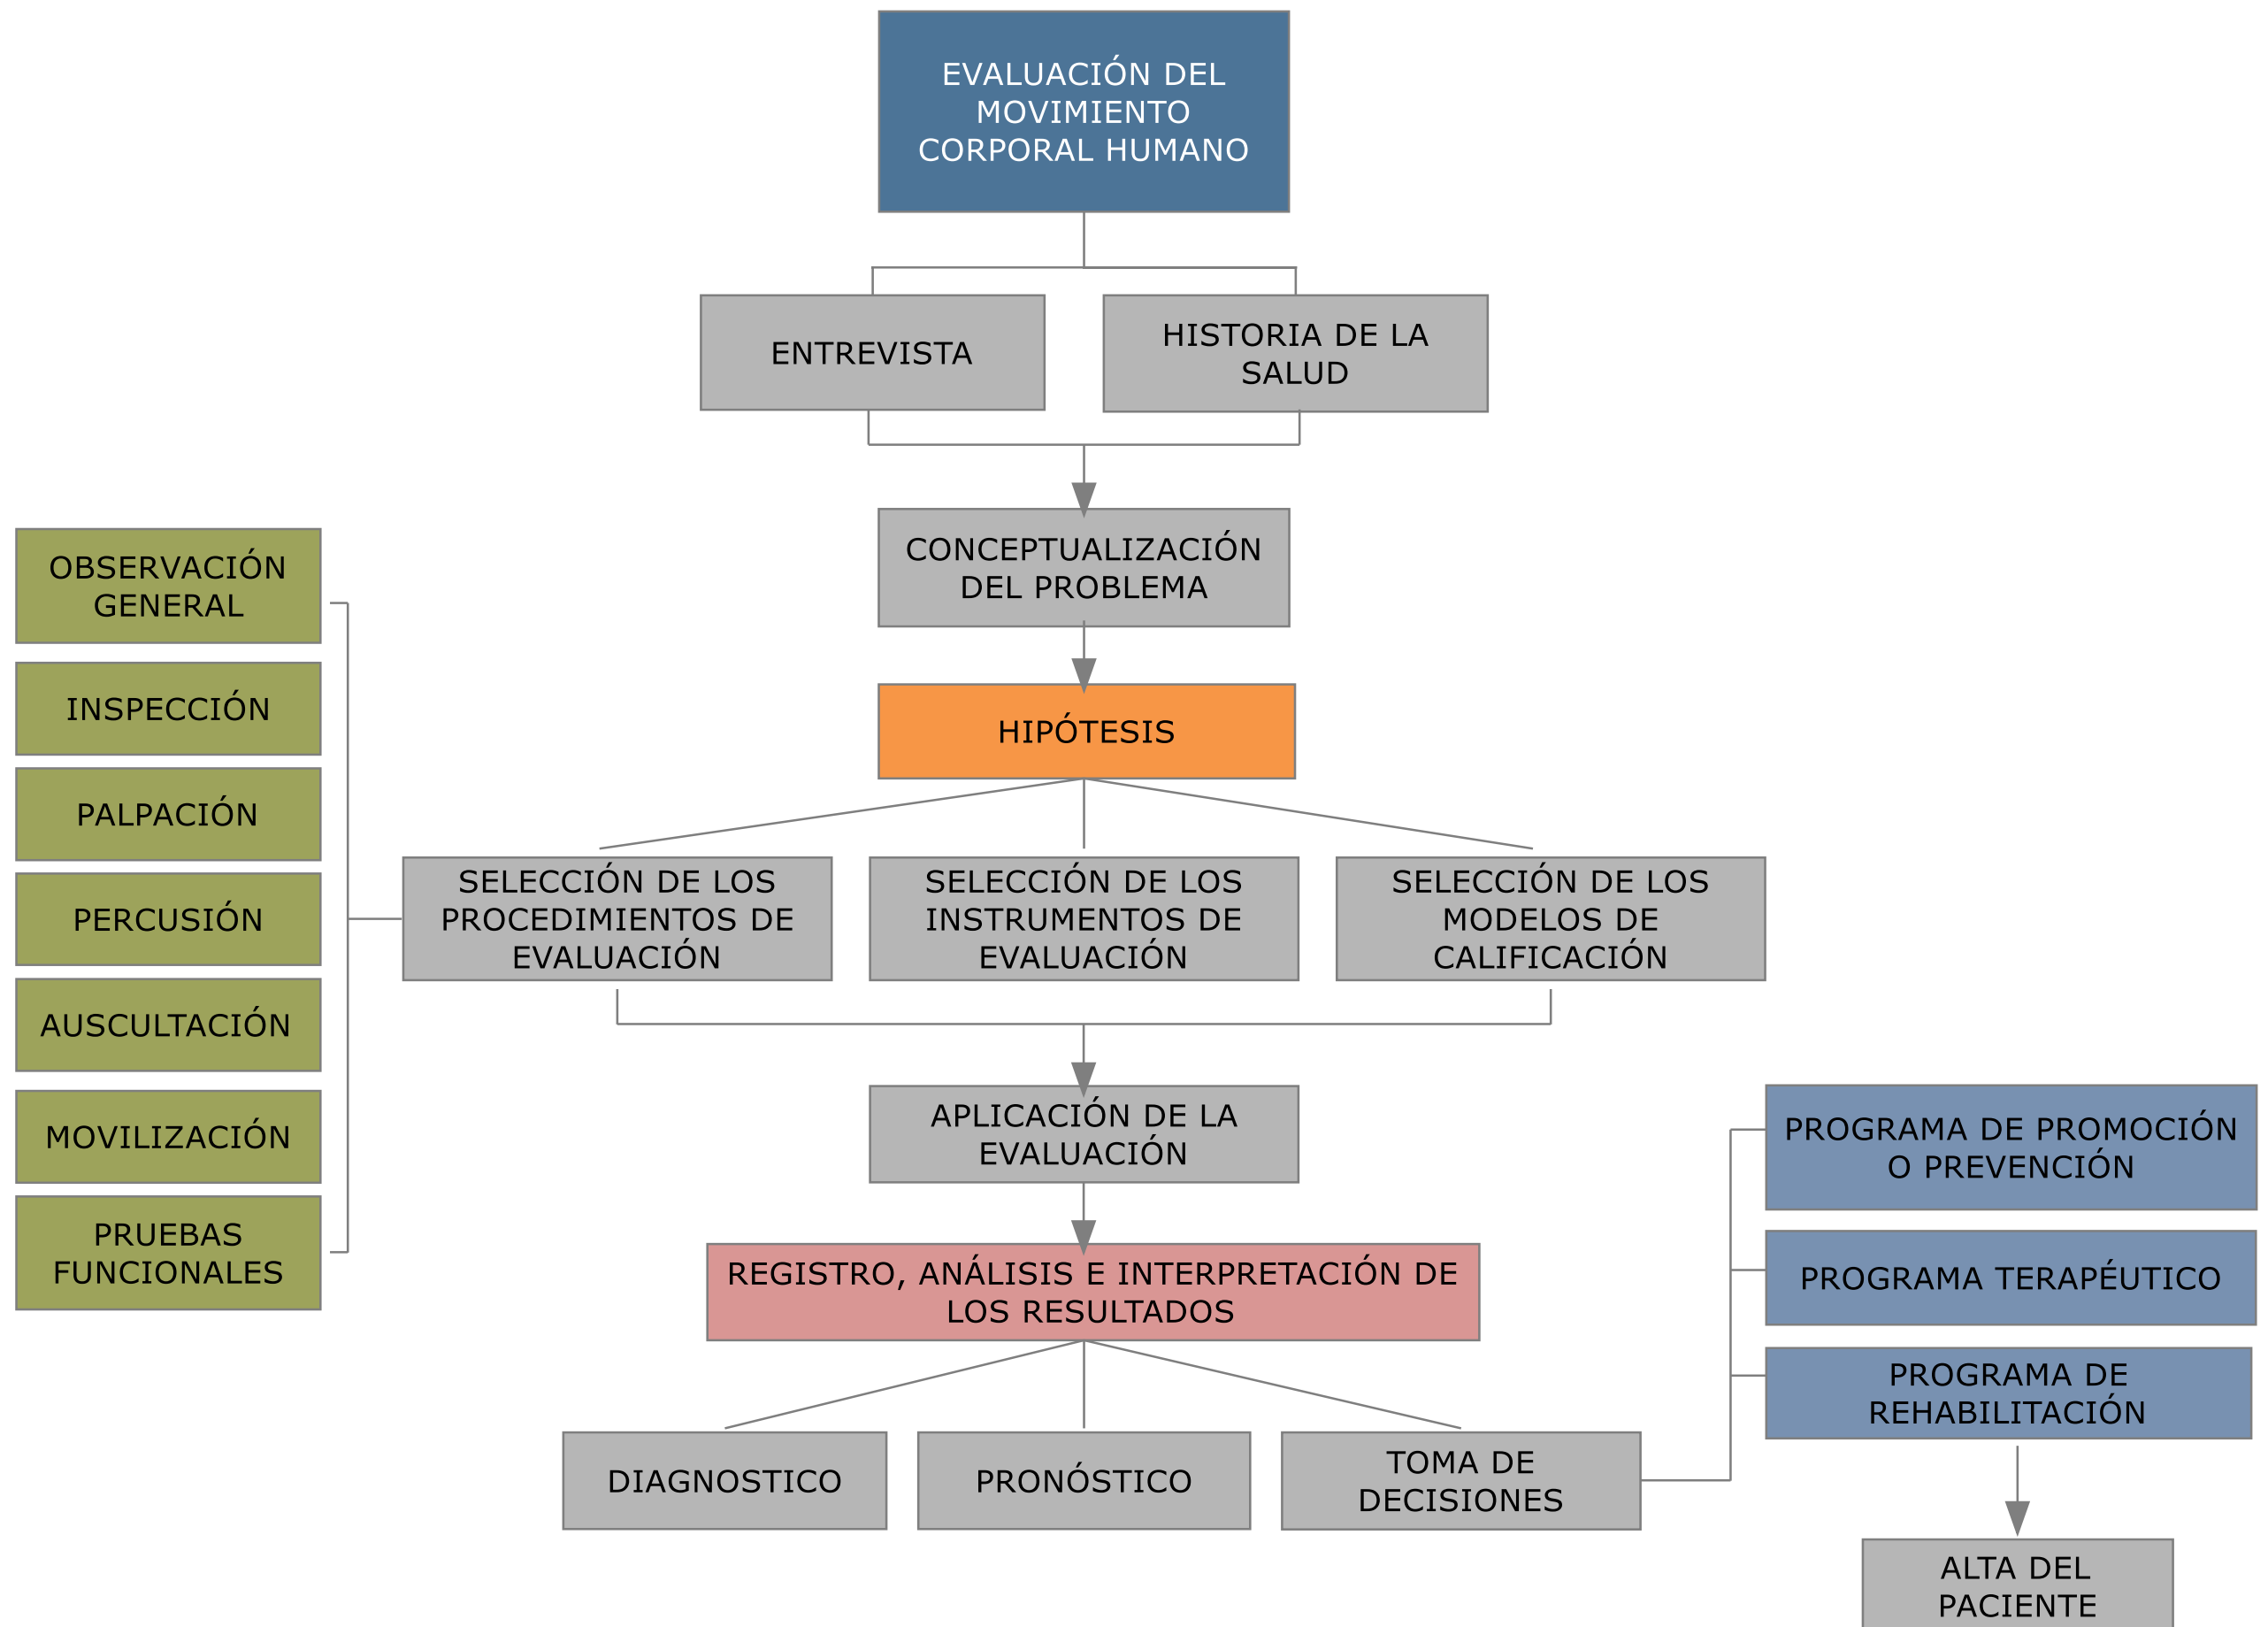 EVALUACIÓN DEL
MOVIMIENTO
CORPORAL HUMANO
ENTREVISTA
HISTORIA DE LA
SALUD
CONCEPTUALIZACIÓN
DEL PROBLEMA
HIPÓTESIS
OBSERVACIÓN
GENERAL
INSPECCIÓN
PALPACIÓN
PERCUSIÓN
AUSCULTACIÓN
MOVILIZACIÓN
PRUEBAS
FUNCIONALES
SELECCIÓN DE LOS
PROCEDIMIENTOS DE
EVALUACIÓN
SELECCIÓN DE LOS
INSTRUMENTOS DE
EVALUACIÓN
SELECCIÓN DE LOS
MODELOS DE
CALIFICACIÓN
APLICACIÓN DE LA
EVALUACIÓN
REGISTRO, ANÁLISIS E INTERPRETACIÓN DE
LOS RESULTADOS
DIAGNOSTICO
PRONÓSTICO
TOMA DE
DECISIONES
PROGRAMA DE PROMOCIÓN
O PREVENCIÓN
PROGRAMA TERAPÉUTICO
PROGRAMA DE
REHABILITACIÓN
ALTA DEL
PACIENTE